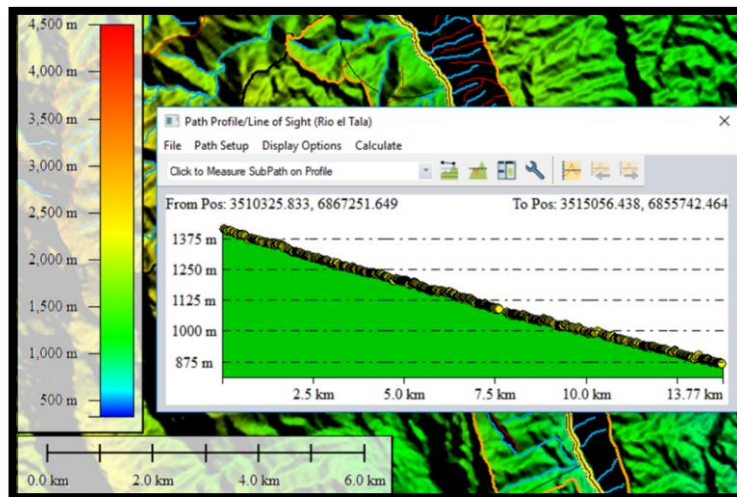 4,500 m
4,000 m
3,500 m
3,000 m
2,500 m
2,000 m
1,500 m
1,000 m
500 m
Path Profile/Line of Sight (Rio el Tala)
File Path Setup Display Options Calculate
Click to Measure SubPath on Profile
From Pos: 3510325.833, 6867251.649 To Pos: 3515056.438, 6855742.464
1375 m
1250 m
1125 m
1000 m
875 m
2.5 km 5.0 km 7.5 km 10.0 km 13.77 km
0.0 km 2.0 km 4.0 km 6.0 km